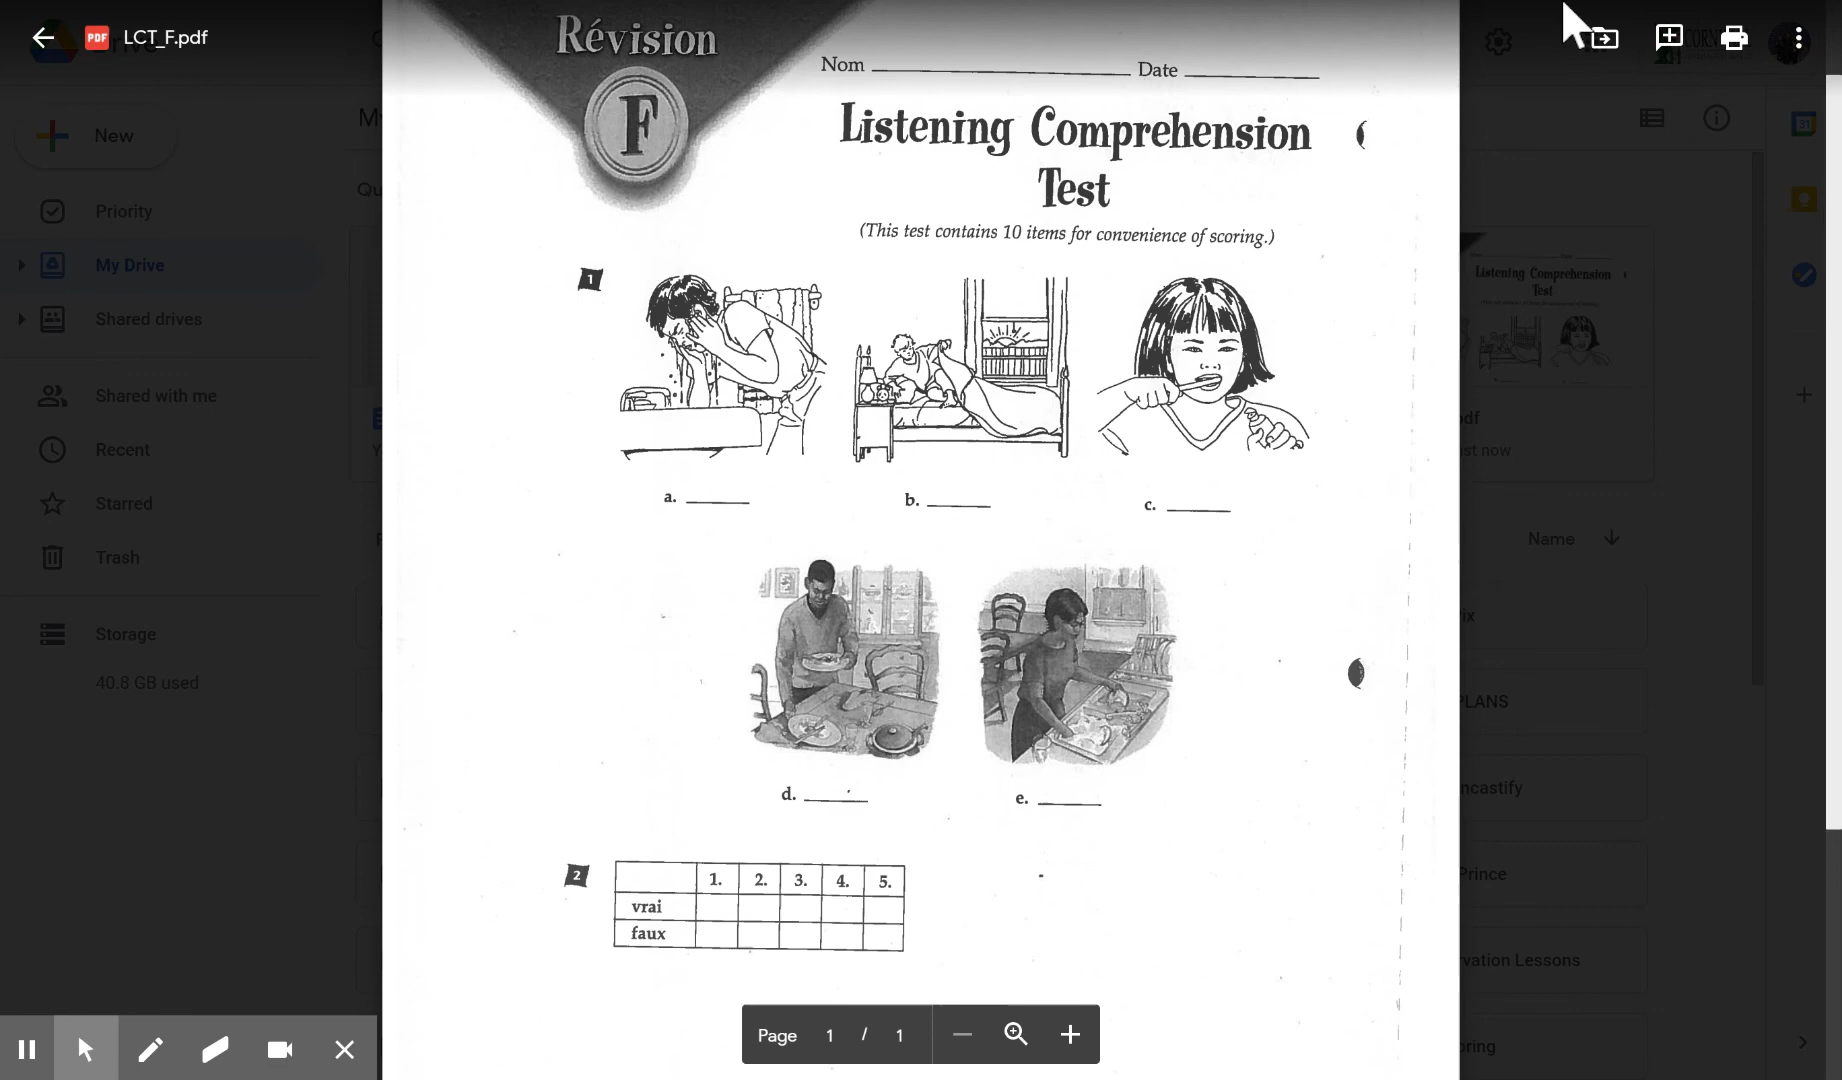 LCT_F.pdf
Révision
F
Nom Date
Listening Comprehension
Test
(This test contains 10 items for convenience of scoring.)
1
a. b. c.
d. e.
2
1. 2. 3. 4. 5.
vrai
faux
Page 1 / 1
New
Priority
My Drive
Shared drives
Shared with me
Recent
Starred
Trash
Storage
40.8 GB used
Listening Comprehension
Test
Name
PLANS
Prince
vation Lessons
PDF
31